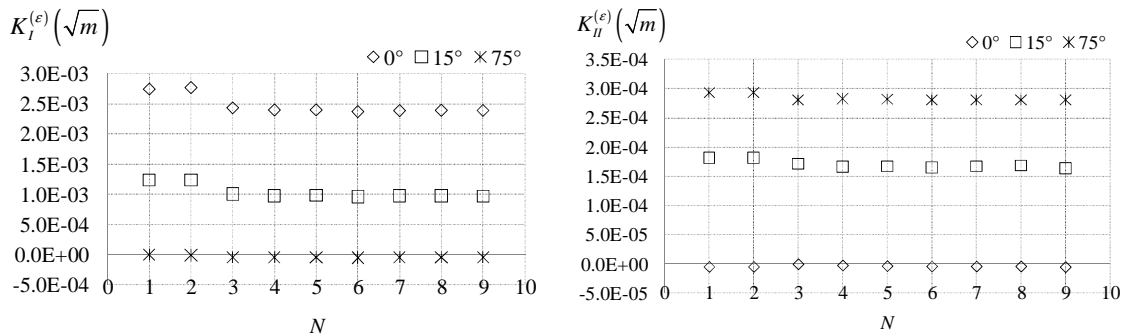 K_I^(ε) (√m)
◇ 0° □ 15° ✳ 75°
3.0E-03
2.5E-03
2.0E-03
1.5E-03
1.0E-03
5.0E-04
0.0E+00
-5.0E-04
0 1 2 3 4 5 6 7 8 9 10
N
K_II^(ε) (√m)
◇ 0° □ 15° ✳ 75°
3.5E-04
3.0E-04
2.5E-04
2.0E-04
1.5E-04
1.0E-04
5.0E-05
0.0E+00
-5.0E-05
0 1 2 3 4 5 6 7 8 9 10
N